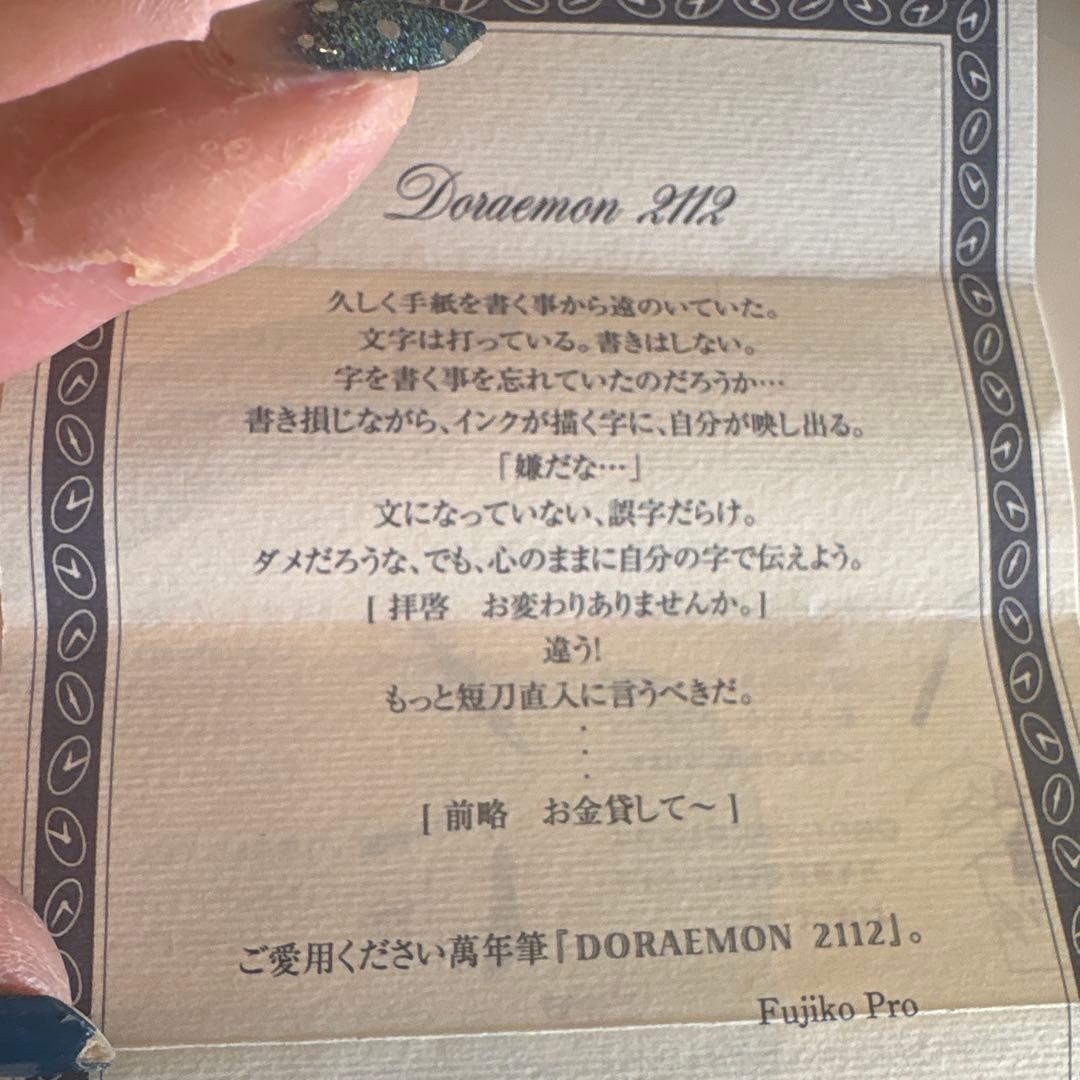 Doraemon 2112
久しく手紙を書く事から遠のいていた。
文字は打っている。書きはしない。
字を書く事を忘れていたのだろうか…
書き損じながら、インクが描く字に、自分が映し出る。
「嫌だな…」
文になっていない、誤字だらけ。
ダメだろうな、でも、心のままに自分の字で伝えよう。
[ 拝啓　お変わりありませんか。]
違う!
もっと短刀直入に言うべきだ。
・
・
・
[ 前略　お金貸して〜 ]
ご愛用ください萬年筆『DORAEMON 2112』。
Fujiko Pro